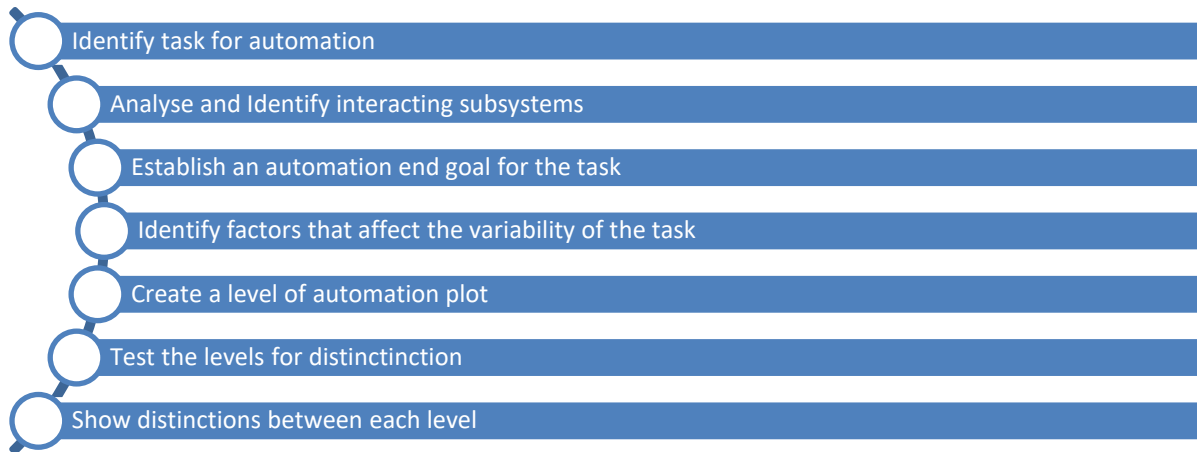 Identify task for automation
Analyse and Identify interacting subsystems
Establish an automation end goal for the task
Identify factors that affect the variability of the task
Create a level of automation plot
Test the levels for distinctinction
Show distinctions between each level